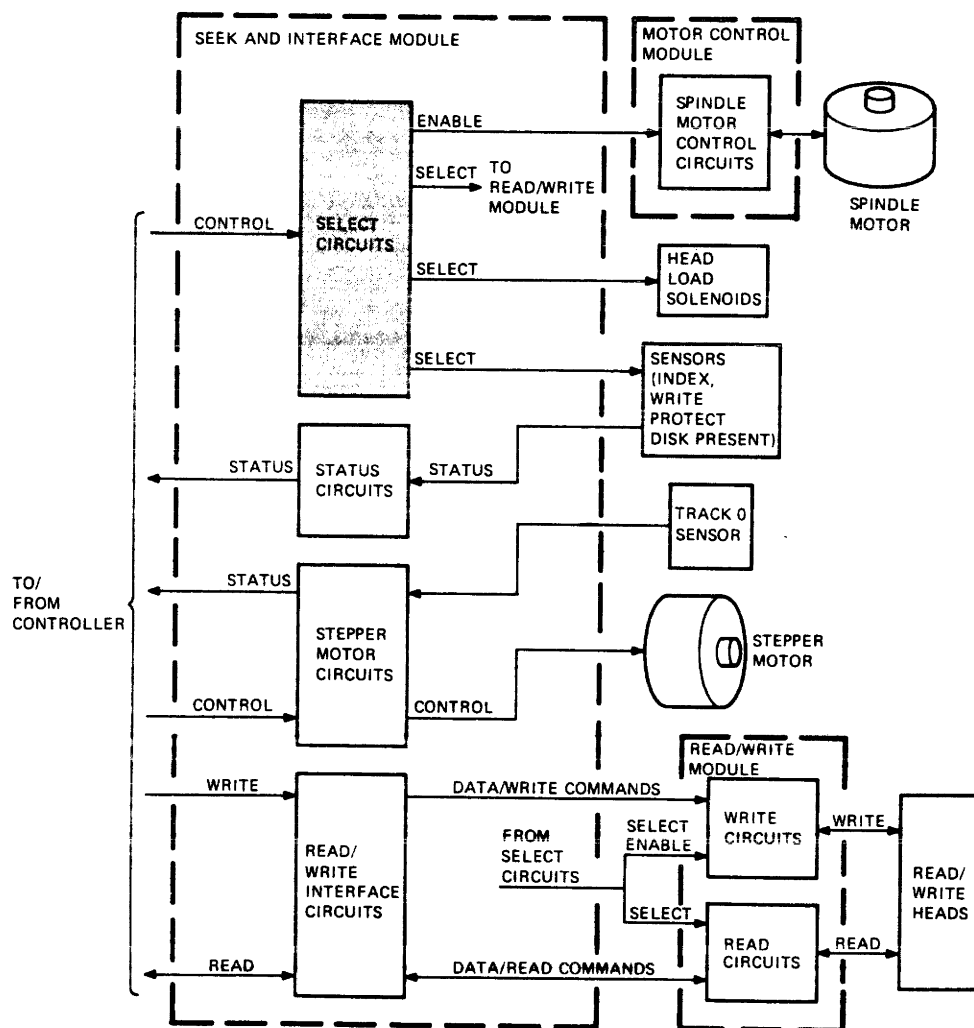 SEEK AND INTERFACE MODULE
MOTOR CONTROL
MODULE
ENABLE
SPINDLE
MOTOR
CONTROL
CIRCUITS
SPINDLE
MOTOR
SELECT
TO
READ/WRITE
MODULE
CONTROL
SELECT
CIRCUITS
SELECT
HEAD
LOAD
SOLENOIDS
SELECT
SENSORS
(INDEX,
WRITE
PROTECT
DISK PRESENT)
STATUS
STATUS
CIRCUITS
STATUS
TRACK 0
SENSOR
TO/
FROM
CONTROLLER
STATUS
STEPPER
MOTOR
CIRCUITS
STEPPER
MOTOR
CONTROL
CONTROL
READ/WRITE
MODULE
WRITE
DATA/WRITE COMMANDS
WRITE
CIRCUITS
WRITE
READ/
WRITE
INTERFACE
CIRCUITS
FROM
SELECT
CIRCUITS
SELECT
ENABLE
READ/
WRITE
HEADS
SELECT
READ
CIRCUITS
READ
READ
DATA/READ COMMANDS